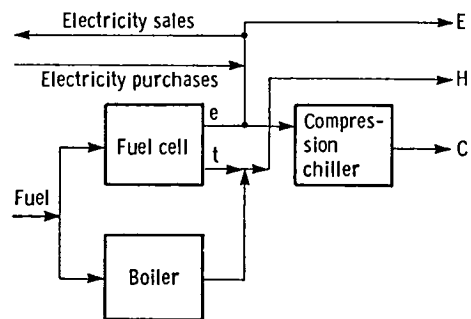 Electricity sales
E
Electricity purchases
H
e
Fuel cell
t
Compres-
sion
chiller
C
Fuel
Boiler